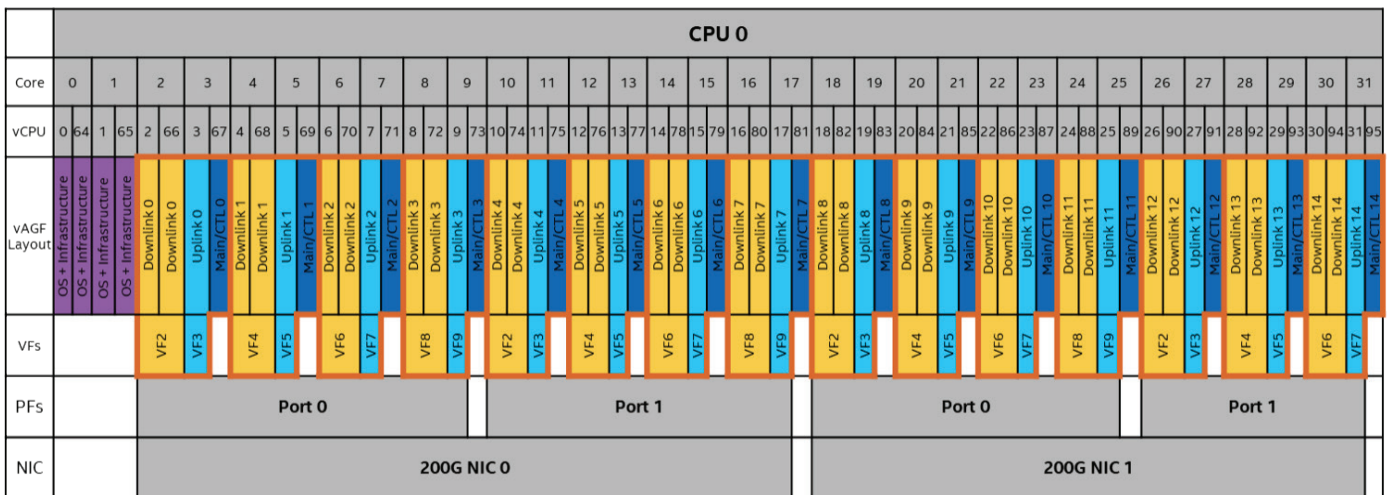 CPU 0
Core 0 1 2 3 4 5 6 7 8 9 10 11 12 13 14 15 16 17 18 19 20 21 22 23 24 25 26 27 28 29 30 31
vCPU 0 64 1 65 2 66 3 67 4 68 5 69 6 70 7 71 8 72 9 73 10 74 11 75 12 76 13 77 14 78 15 79 16 80 17 81 18 82 19 83 20 84 21 85 22 86 23 87 24 88 25 89 26 90 27 91 28 92 29 93 30 94 31 95
vAGF
Layout
OS + Infrastructure
OS + Infrastructure
OS + Infrastructure
OS + Infrastructure
Downlink 0
Downlink 0
Uplink 0
Main/CTL 0
Downlink 1
Downlink 1
Uplink 1
Main/CTL 1
Downlink 2
Downlink 2
Uplink 2
Main/CTL 2
Downlink 3
Downlink 3
Uplink 3
Main/CTL 3
Downlink 4
Downlink 4
Uplink 4
Main/CTL 4
Downlink 5
Downlink 5
Uplink 5
Main/CTL 5
Downlink 6
Downlink 6
Uplink 6
Main/CTL 6
Downlink 7
Downlink 7
Uplink 7
Main/CTL 7
Downlink 8
Downlink 8
Uplink 8
Main/CTL 8
Downlink 9
Downlink 9
Uplink 9
Main/CTL 9
Downlink 10
Downlink 10
Uplink 10
Main/CTL 10
Downlink 11
Downlink 11
Uplink 11
Main/CTL 11
Downlink 12
Downlink 12
Uplink 12
Main/CTL 12
Downlink 13
Downlink 13
Uplink 13
Main/CTL 13
Downlink 14
Downlink 14
Uplink 14
Main/CTL 14
VFs VF2 VF3 VF4 VF5 VF6 VF7 VF8 VF9 VF2 VF3 VF4 VF5 VF6 VF7 VF8 VF9 VF2 VF3 VF4 VF5 VF6 VF7 VF8 VF9 VF2 VF3 VF4 VF5 VF6 VF7
PFs Port 0 Port 1 Port 0 Port 1
NIC 200G NIC 0 200G NIC 1